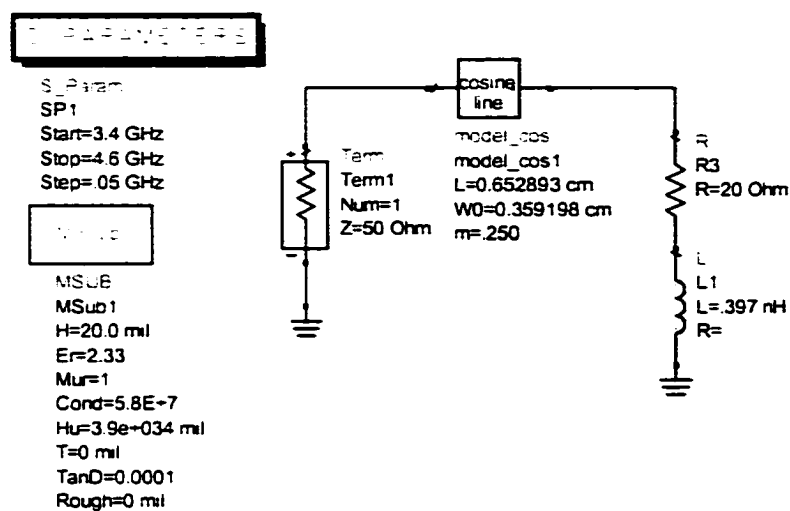 S_Param
SP1
Start=3.4 GHz
Stop=4.6 GHz
Step=.05 GHz
MSUB
MSub1
H=20.0 mil
Er=2.33
Mur=1
Cond=5.8E+7
Hu=3.9e+034 mil
T=0 mil
TanD=0.0001
Rough=0 mil
+
Term
Term1
Num=1
Z=50 Ohm
-
cosine
line
model_cos
model_cos1
L=0.652893 cm
W0=0.359198 cm
m=.250
R
R3
R=20 Ohm
L
L1
L=.397 nH
R=